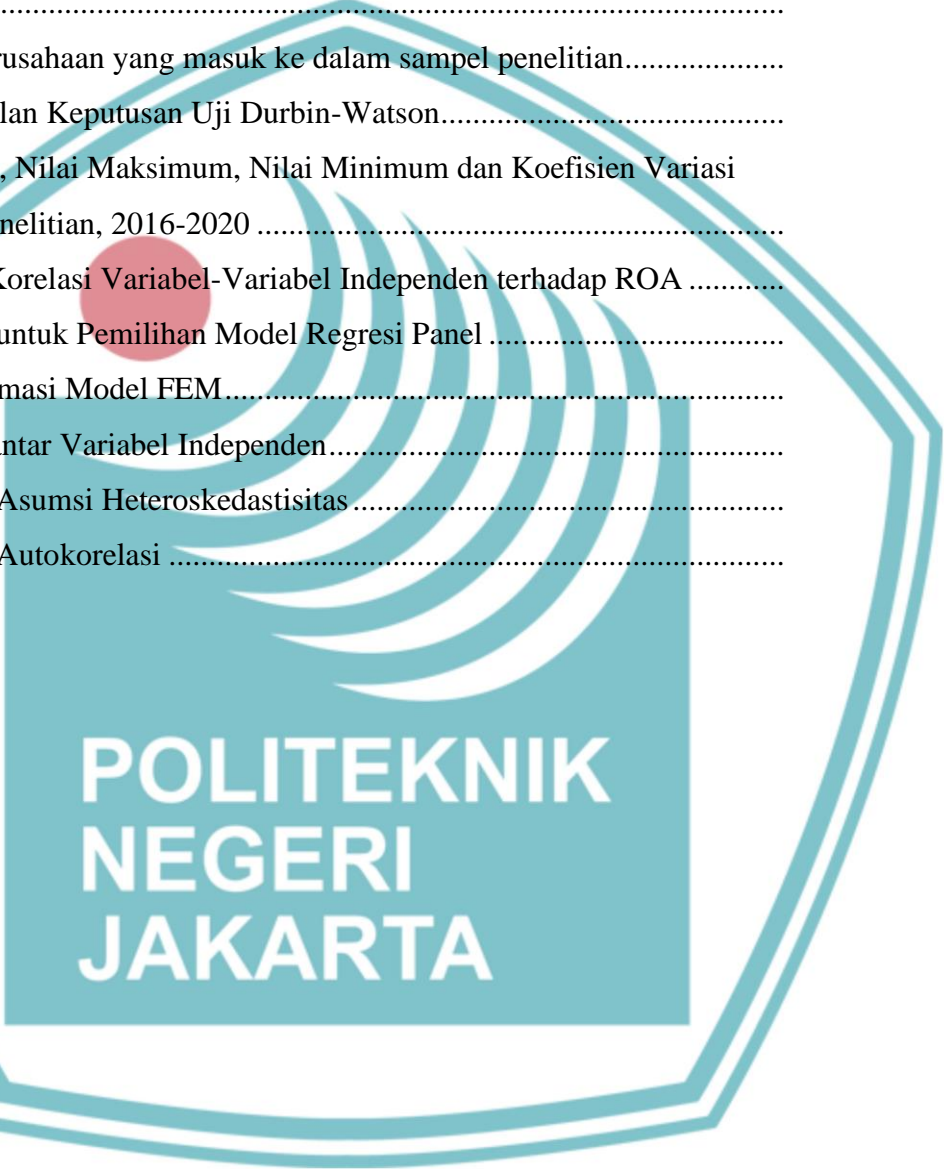 ...............................................................................................
rusahaan yang masuk ke dalam sampel penelitian...................
lan Keputusan Uji Durbin-Watson.........................................
, Nilai Maksimum, Nilai Minimum dan Koefisien Variasi
nelitian, 2016-2020 ...............................................................
Korelasi Variabel-Variabel Independen terhadap ROA ............
untuk Pemilihan Model Regresi Panel ..................................
masi Model FEM...................................................................
ntar Variabel Independen......................................................
Asumsi Heteroskedastisitas...................................................
Autokorelasi .........................................................................
POLITEKNIK
NEGERI
JAKARTA